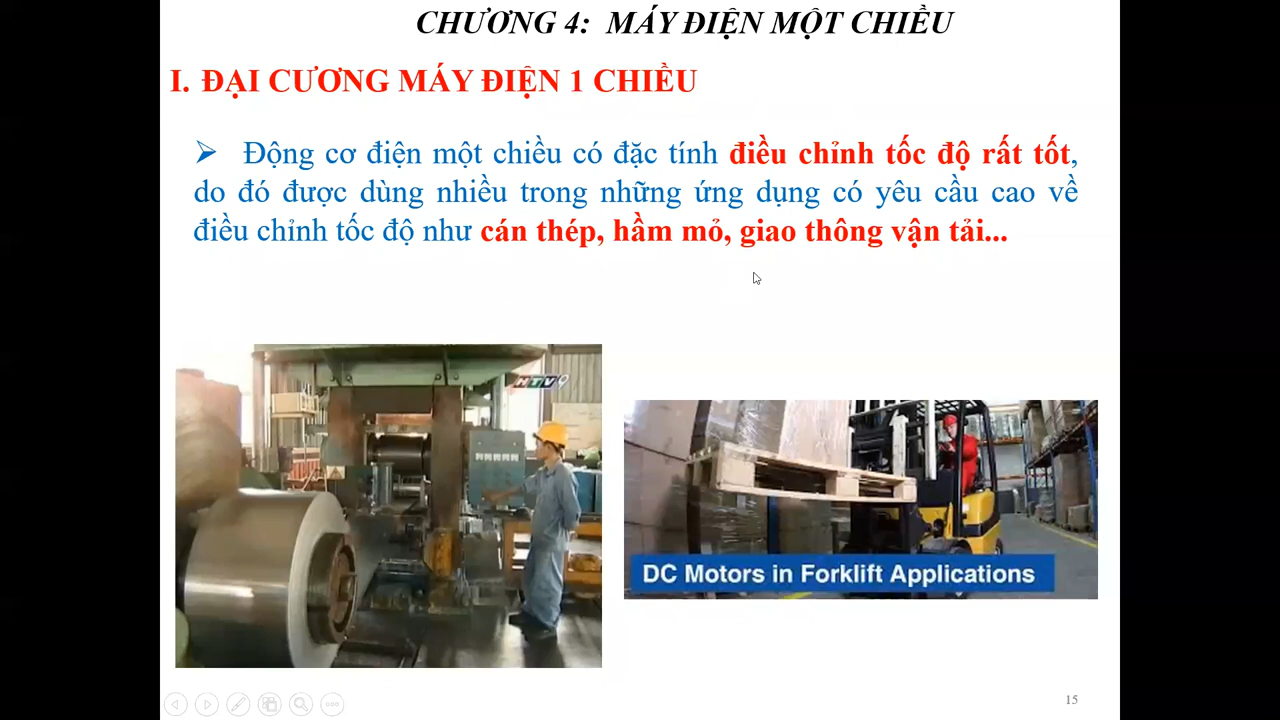 CHƯƠNG 4: MÁY ĐIỆN MỘT CHIỀU
I. ĐẠI CƯƠNG MÁY ĐIỆN 1 CHIỀU
➢ Động cơ điện một chiều có đặc tính điều chỉnh tốc độ rất tốt,
do đó được dùng nhiều trong những ứng dụng có yêu cầu cao về
điều chỉnh tốc độ như cán thép, hầm mỏ, giao thông vận tải...
HTV9
DC Motors in Forklift Applications
15